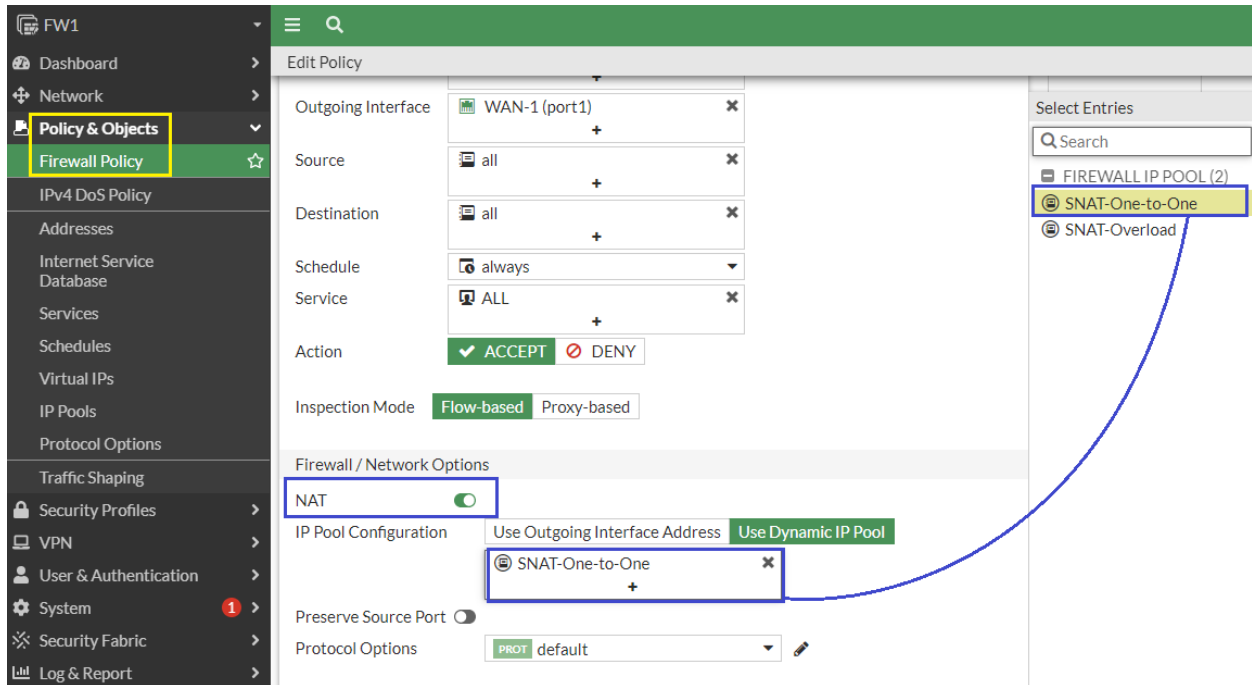 FW1
Dashboard
Network
Policy & Objects
Firewall Policy
IPv4 DoS Policy
Addresses
Internet Service
Database
Services
Schedules
Virtual IPs
IP Pools
Protocol Options
Traffic Shaping
Security Profiles
VPN
User & Authentication
System 1
Security Fabric
Log & Report
Edit Policy
+
Outgoing Interface WAN-1 (port1)
+
Source all
+
Destination all
+
Schedule always
Service ALL
+
Action ACCEPT DENY
Inspection Mode Flow-based Proxy-based
Firewall / Network Options
NAT
IP Pool Configuration Use Outgoing Interface Address Use Dynamic IP Pool
SNAT-One-to-One
+
Preserve Source Port
Protocol Options PROT default
Select Entries
Search
FIREWALL IP POOL (2)
SNAT-One-to-One
SNAT-Overload